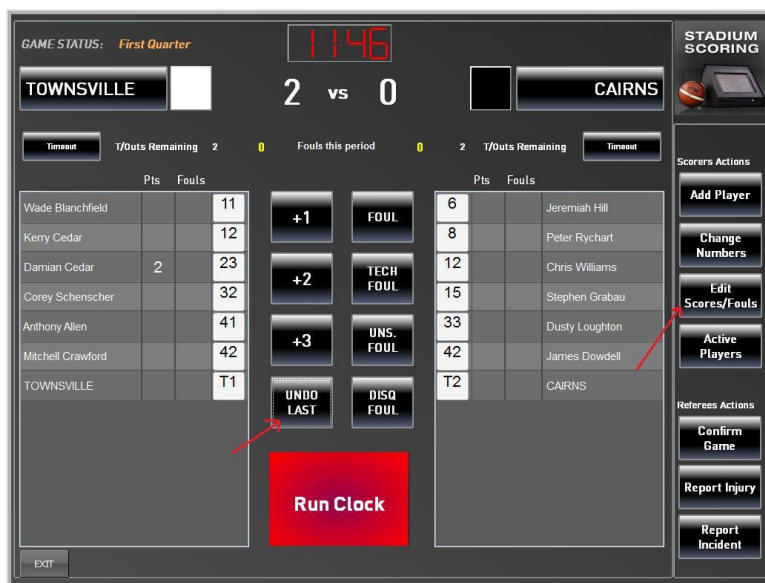 GAME STATUS: First Quarter
11:46
STADIUM
SCORING
TOWNSVILLE
2 vs 0
CAIRNS
Timeout T/Outs Remaining 2 0 Fouls this period 0 2 T/Outs Remaining Timeout
Pts Fouls
Pts Fouls
Wade Blanchfield 11
Kerry Cedar 12
Damian Cedar 2 23
Corey Schenscher 32
Anthony Allen 41
Mitchell Crawford 42
TOWNSVILLE T1
+1 FOUL
+2 TECH
FOUL
+3 UNS.
FOUL
UNDO
LAST
DISQ
FOUL
Run Clock
6 Jeremiah Hill
8 Peter Rychart
12 Chris Williams
15 Stephen Grabau
33 Dusty Loughton
42 James Dowdell
T2 CAIRNS
Scorers Actions
Add Player
Change
Numbers
Edit
Scores/Fouls
Active
Players
Referees Actions
Confirm
Game
Report Injury
Report
Incident
EXIT